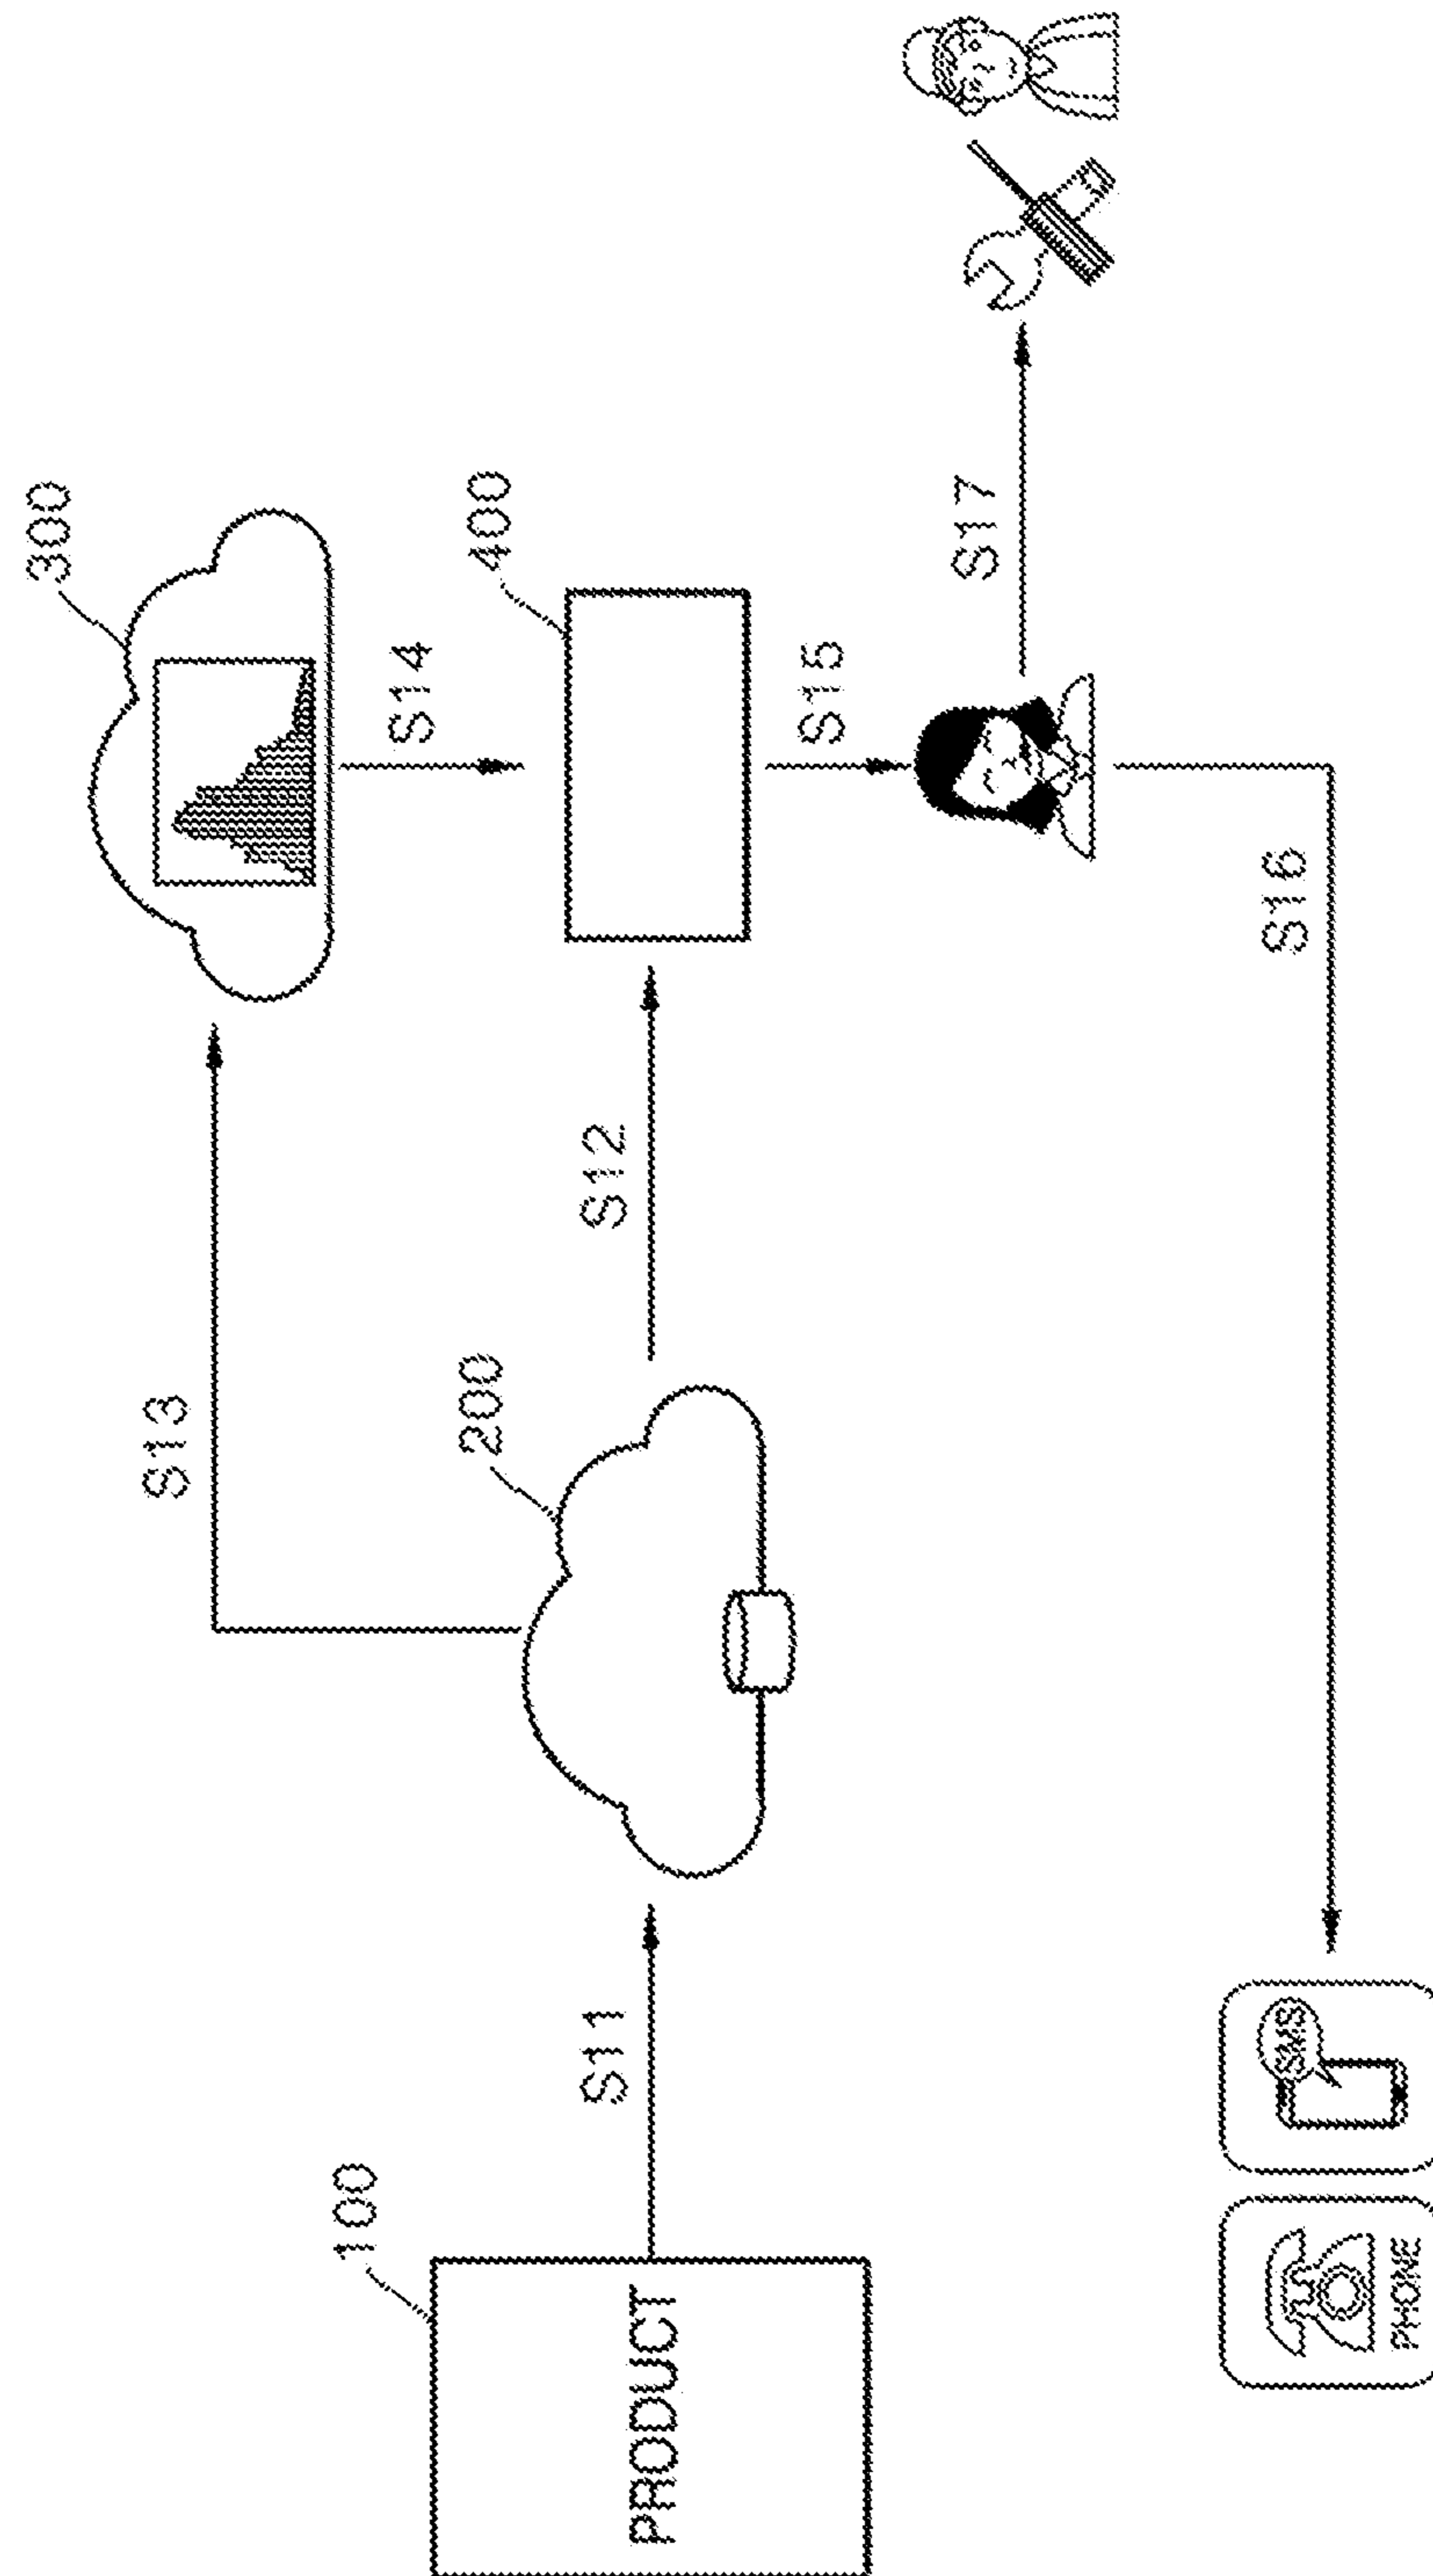 300
S13
S14
400
200
100
S11
S12
PRODUCT
S15
S17
S16
SMS
PHONE